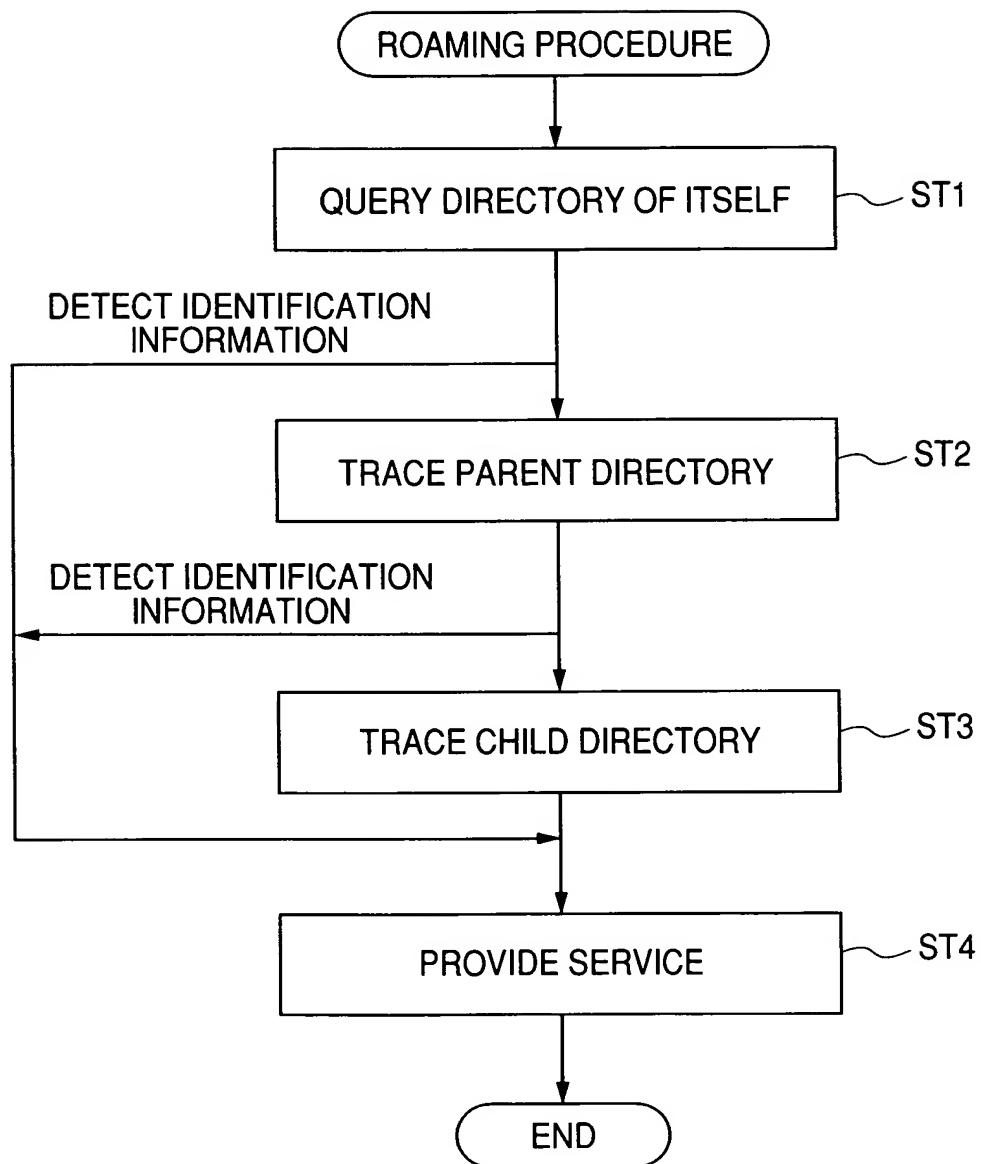 ROAMING PROCEDURE
QUERY DIRECTORY OF ITSELF
ST1
DETECT IDENTIFICATION
INFORMATION
TRACE PARENT DIRECTORY
ST2
DETECT IDENTIFICATION
INFORMATION
TRACE CHILD DIRECTORY
ST3
PROVIDE SERVICE
ST4
END